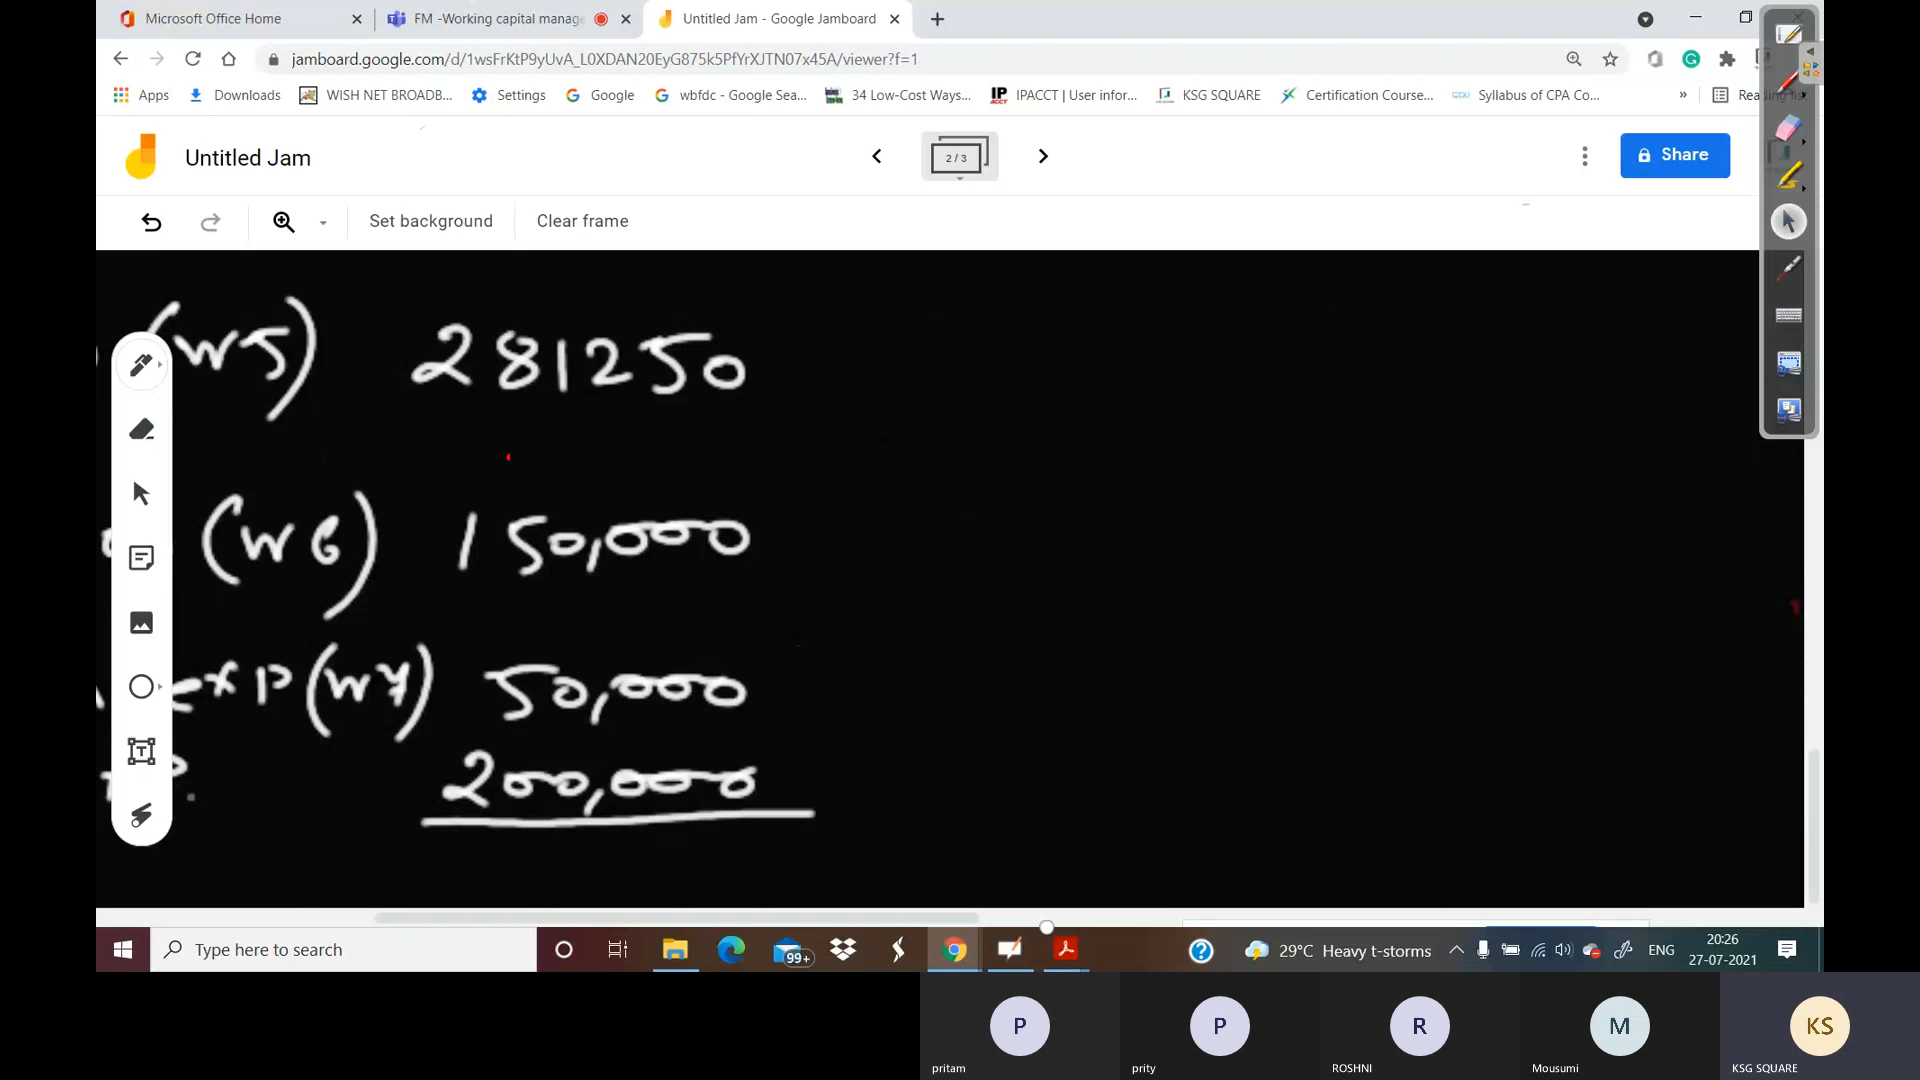 Microsoft Office Home
FM -Working capital manag
Untitled Jam - Google Jamboard
jamboard.google.com/d/1wsFrKtP9yUvA_L0XDAN20EyG875k5PfYrXJTN07x45A/viewer?f=1
Apps Downloads WISH NET BROADB... Settings Google wbfdc - Google Sea... 34 Low-Cost Ways... IPACCT | User infor... KSG SQUARE Certification Course... Syllabus of CPA Co... » Reading list
Untitled Jam
2 / 3
Share
Set background Clear frame
(W5) 281250
(W6) 150,000
exp (W7) 50,000
200,000
Type here to search
99+
29°C Heavy t-storms
ENG
20:26
27-07-2021
P P R M KS
pritam prity ROSHNI Mousumi KSG SQUARE